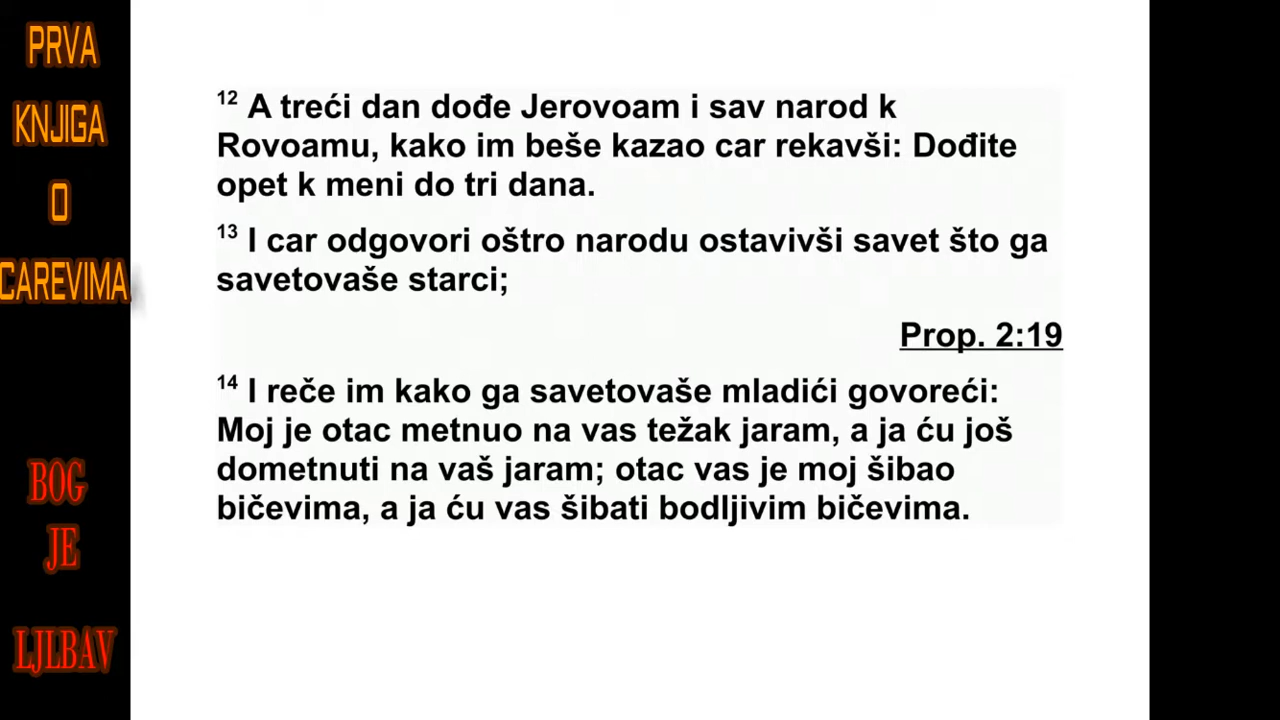 PRVA
KNJIGA
O
CAREVIMA
BOG
JE
LJLBAV
12 A treći dan dođe Jerovoam i sav narod k
Rovoamu, kako im beše kazao car rekavši: Dođite
opet k meni do tri dana.
13 I car odgovori oštro narodu ostavivši savet što ga
savetovaše starci;
Prop. 2:19
14 I reče im kako ga savetovaše mladići govoreći:
Moj je otac metnuo na vas težak jaram, a ja ću još
dometnuti na vaš jaram; otac vas je moj šibao
bičevima, a ja ću vas šibati bodljivim bičevima.